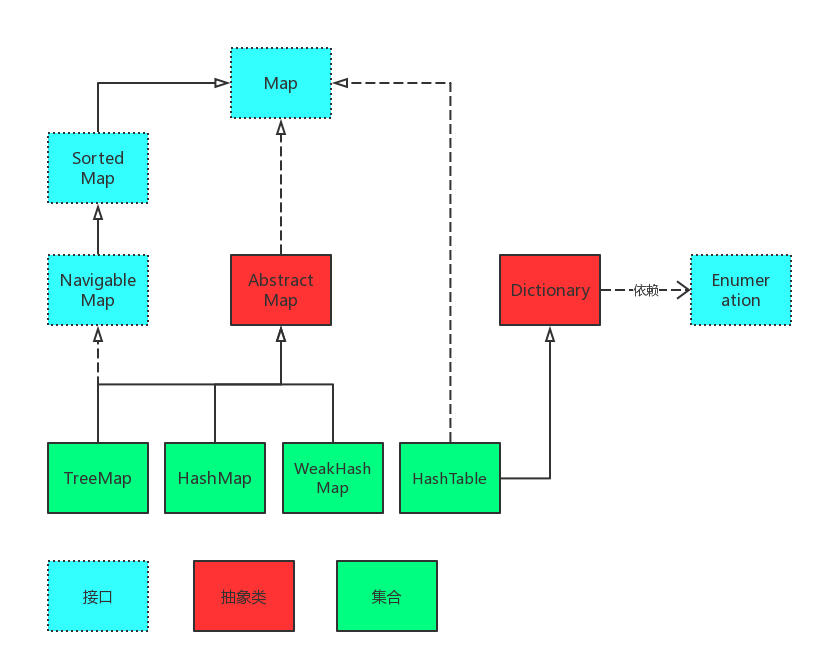 Map
Sorted
Map
Navigable
Map
Abstract
Map
Dictionary
依赖
Enumer
ation
TreeMap
HashMap
WeakHash
Map
HashTable
接口
抽象类
集合